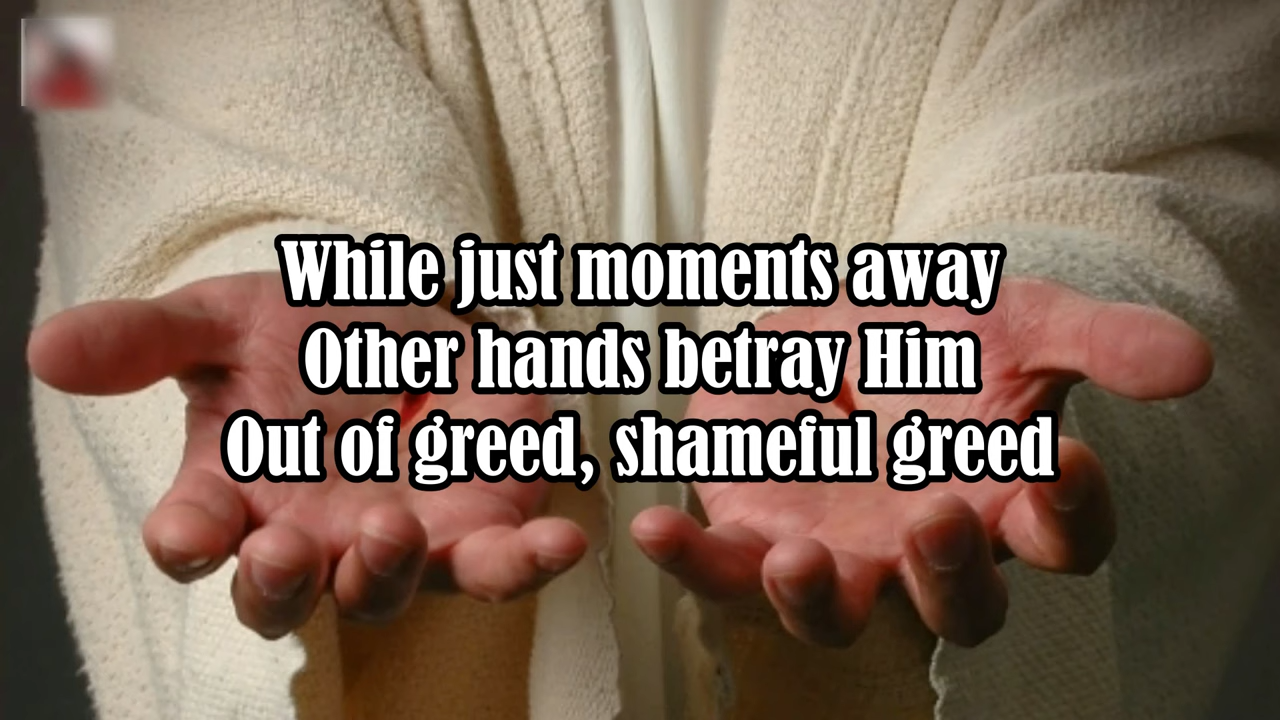 While just moments away
Other hands betray Him
Out of greed, shameful greed